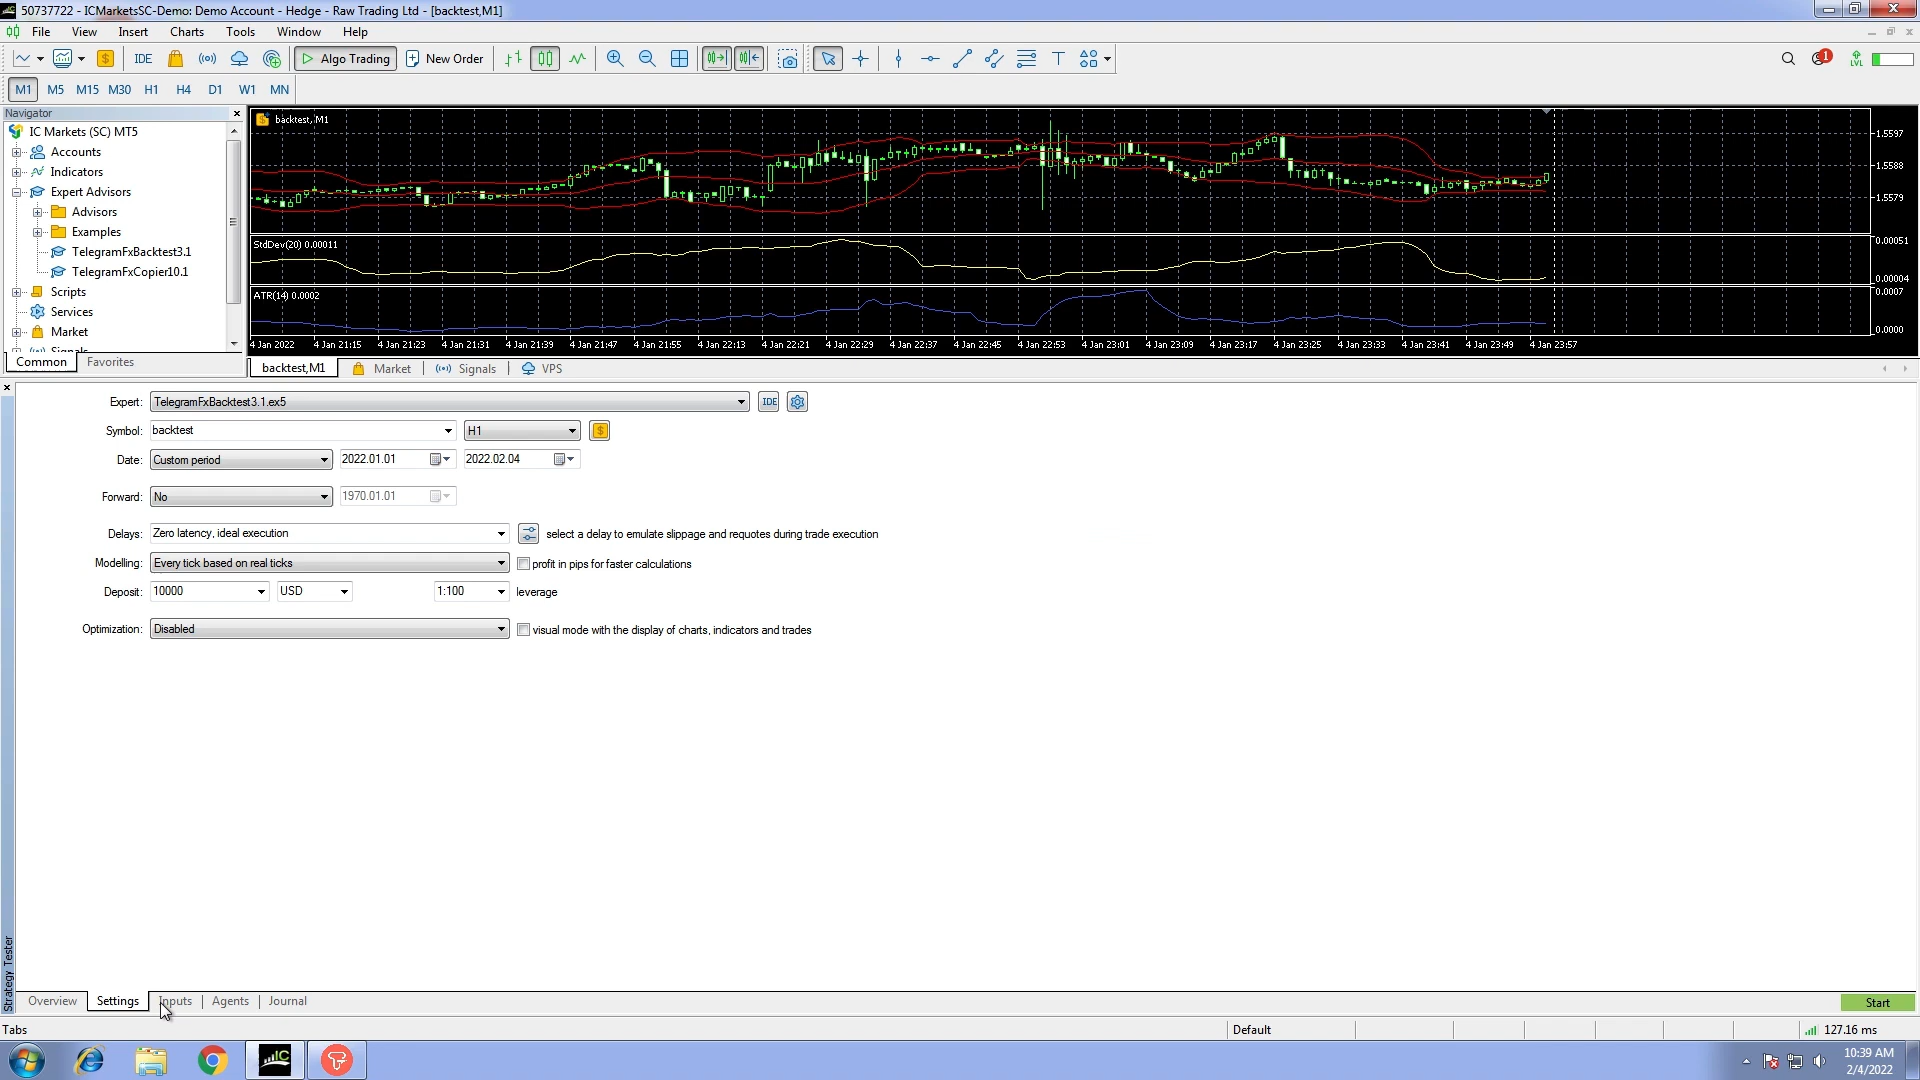 50737722 - ICMarketsSC-Demo: Demo Account - Hedge - Raw Trading Ltd - [backtest,M1]
File View Insert Charts Tools Window Help
IDE Algo Trading New Order 1 LVL
M1 M5 M15 M30 H1 H4 D1 W1 MN
Navigator
IC Markets (SC) MT5
Accounts
Indicators
Expert Advisors
Advisors
Examples
TelegramFxBacktest3.1
TelegramFxCopier10.1
Scripts
Services
Market
Signals
Common Favorites
backtest, M1
1.5597
1.5588
1.5579
StdDev(20) 0.00011
0.00051
0.00004
ATR(14) 0.0002
0.0007
0.0000
4 Jan 2022 4 Jan 21:15 4 Jan 21:23 4 Jan 21:31 4 Jan 21:39 4 Jan 21:47 4 Jan 21:55 4 Jan 22:13 4 Jan 22:21 4 Jan 22:29 4 Jan 22:37 4 Jan 22:45 4 Jan 22:53 4 Jan 23:01 4 Jan 23:09 4 Jan 23:17 4 Jan 23:25 4 Jan 23:33 4 Jan 23:41 4 Jan 23:49 4 Jan 23:57
backtest,M1 Market Signals VPS
Expert: TelegramFxBacktest3.1.ex5 IDE
Symbol: backtest H1
Date: Custom period 2022.01.01 2022.02.04
Forward: No 1970.01.01
Delays: Zero latency, ideal execution select a delay to emulate slippage and requotes during trade execution
Modelling: Every tick based on real ticks profit in pips for faster calculations
Deposit: 10000 USD 1:100 leverage
Optimization: Disabled visual mode with the display of charts, indicators and trades
Strategy Tester
Overview Settings Inputs Agents Journal Start
Tabs Default 127.16 ms
IC
10:39 AM
2/4/2022